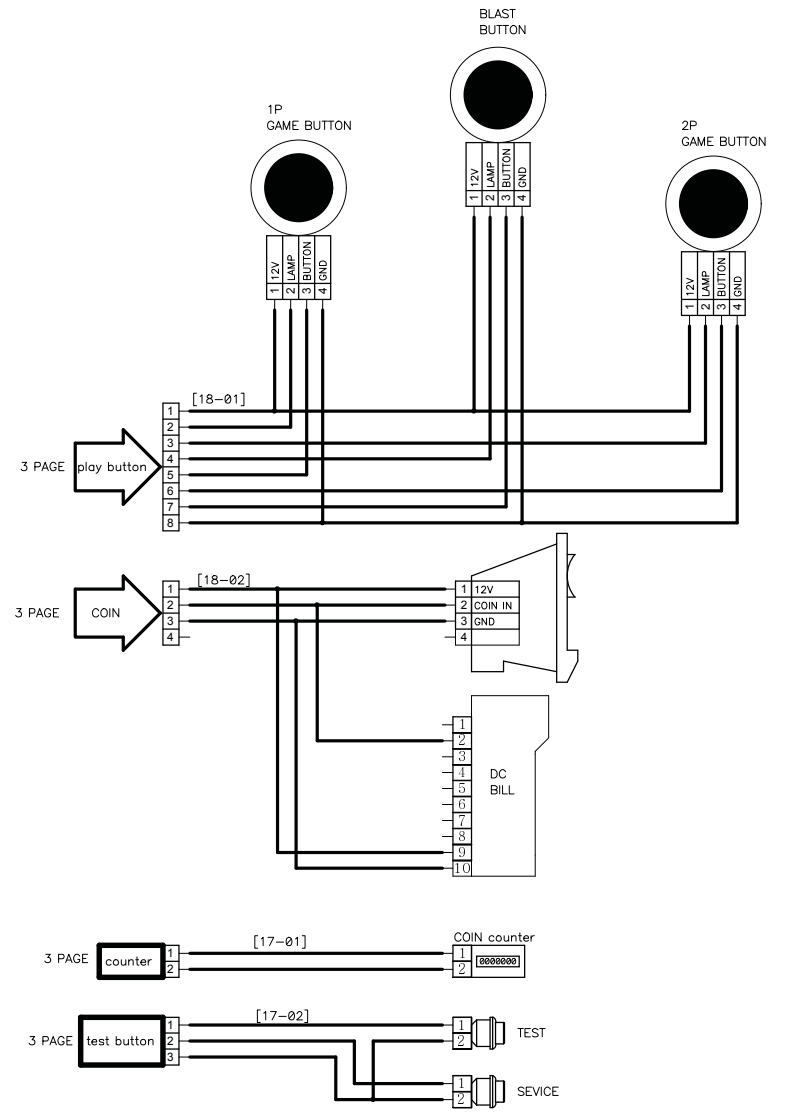 BLAST
BUTTON
1P
GAME BUTTON
2P
GAME BUTTON
1 12V
2 LAMP
3 BUTTON
4 GND
1 12V
2 LAMP
3 BUTTON
4 GND
1 12V
2 LAMP
3 BUTTON
4 GND
[18-01]
3 PAGE
play button
1
2
3
4
5
6
7
8
[18-02]
3 PAGE
COIN
1
2
3
4
1 12V
2 COIN IN
3 GND
4
1
2
3
4
5
6
7
8
9
10
DC
BILL
3 PAGE
counter
1
2
[17-01]
COIN counter
1
2
0000000
3 PAGE
test button
1
2
3
[17-02]
1
2
TEST
1
2
SEVICE